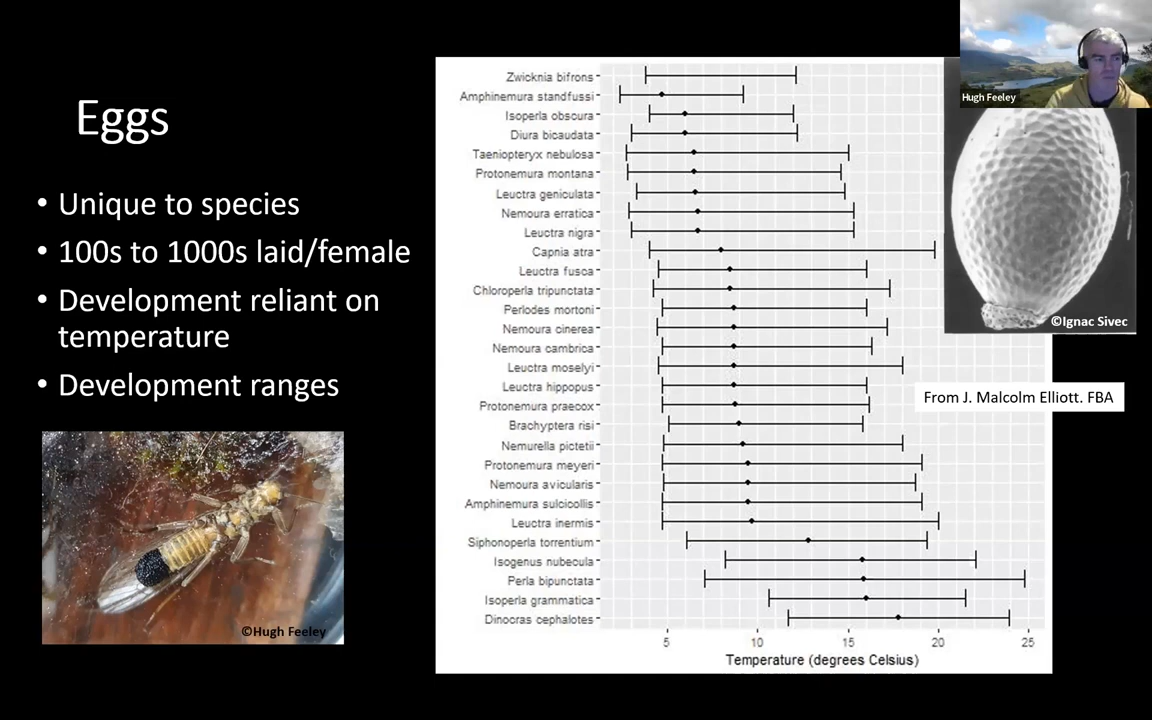 Eggs
• Unique to species
• 100s to 1000s laid/female
• Development reliant on
temperature
• Development ranges
©Hugh Feeley
Zwicknia bifrons
Amphinemura standfussi
Isoperla obscura
Diura bicaudata
Taeniopteryx nebulosa
Protonemura montana
Leuctra geniculata
Nemoura erratica
Leuctra nigra
Capnia atra
Leuctra fusca
Chloroperla tripunctata
Perlodes mortoni
Nemoura cinerea
Nemoura cambrica
Leuctra moselyi
Leuctra hippopus
Protonemura praecox
Brachyptera risi
Nemurella pictetii
Protonemura meyeri
Nemoura avicularis
Amphinemura sulcicollis
Leuctra inermis
Siphonoperla torrentium
Isogenus nubecula
Perla bipunctata
Isoperla grammatica
Dinocras cephalotes
5 10 15 20 25
Temperature (degrees Celsius)
Hugh Feeley
©Ignac Sivec
From J. Malcolm Elliott. FBA